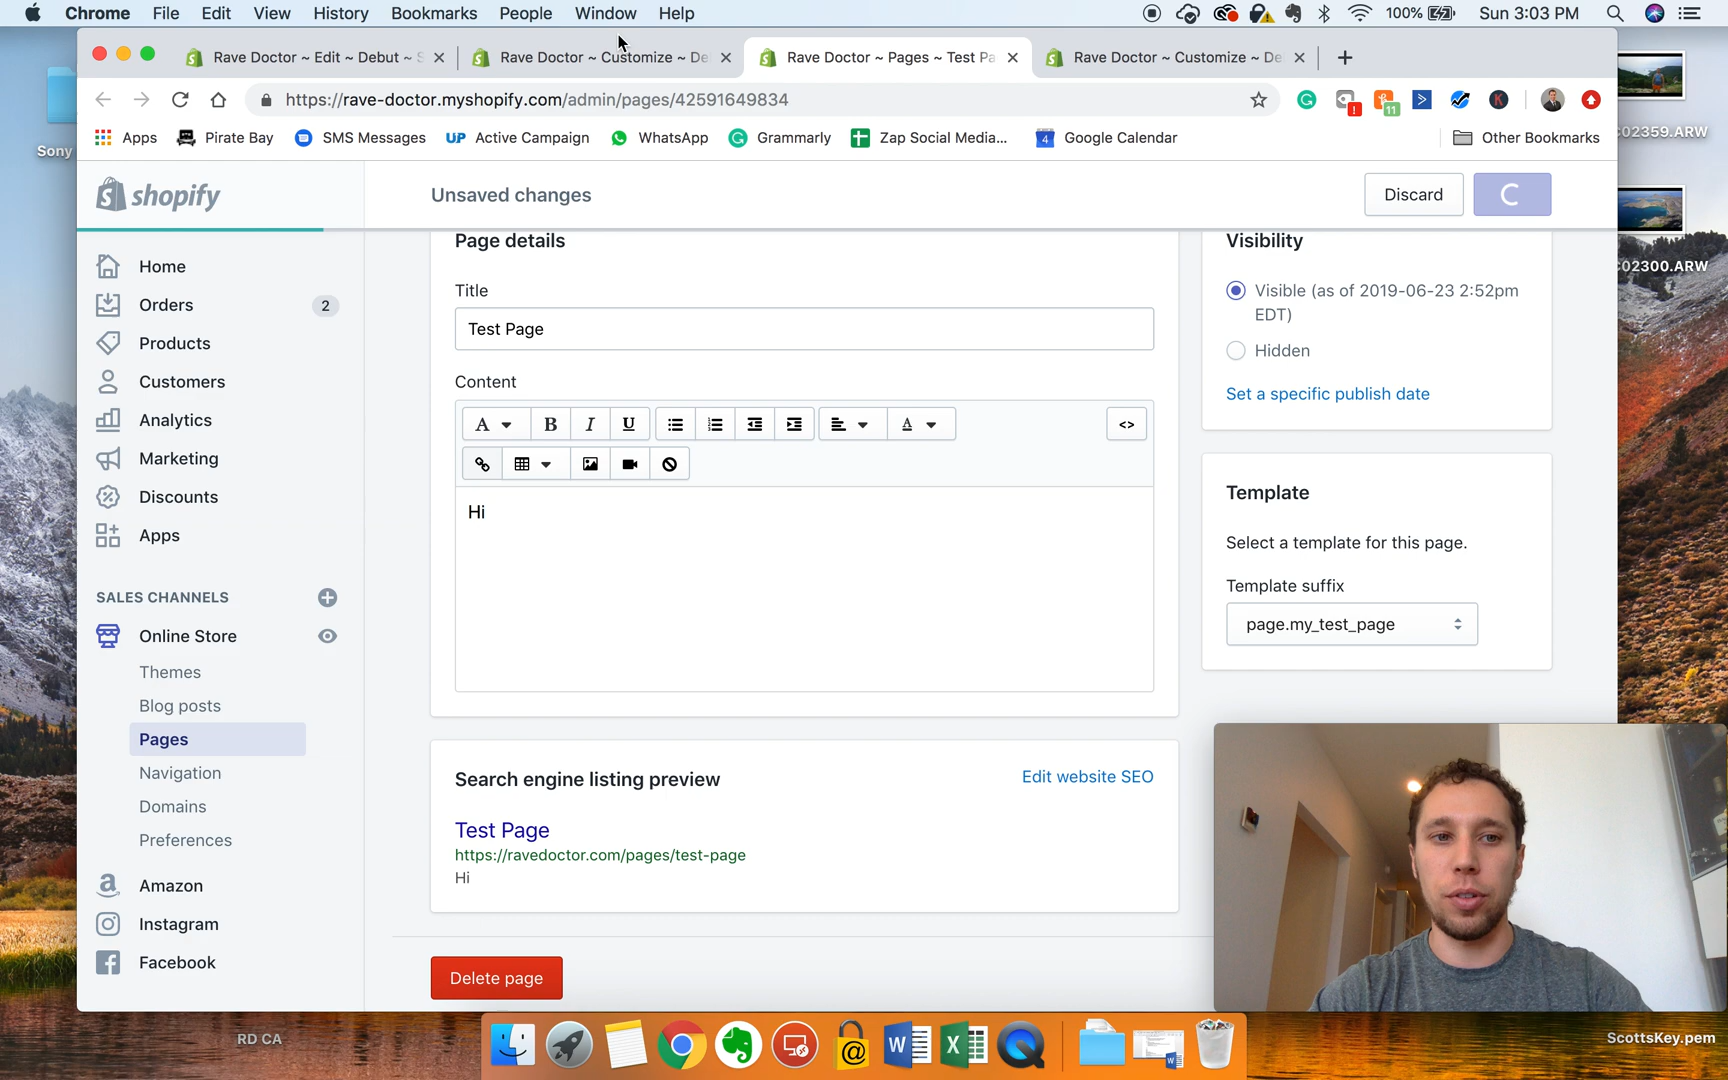 Chrome File Edit View History Bookmarks People Window Help 100% Sun 3:03 PM
Rave Doctor ~ Edit ~ Debut ~ S Rave Doctor ~ Customize ~ De Rave Doctor ~ Pages ~ Test Pa Rave Doctor ~ Customize ~ De
https://rave-doctor.myshopify.com/admin/pages/42591649834 11
Apps Pirate Bay SMS Messages UP Active Campaign WhatsApp Grammarly Zap Social Media... 4 Google Calendar Other Bookmarks
C02359.ARW
Sony
shopify
Unsaved changes
Discard
C02300.ARW
Home
Orders 2
Products
Customers
Analytics
Marketing
Discounts
Apps
SALES CHANNELS
Online Store
Themes
Blog posts
Pages
Navigation
Domains
Preferences
Amazon
Instagram
Facebook
Page details
Title
Test Page
Content
A B I U A <>
Hi
Search engine listing preview
Edit website SEO
Test Page
https://ravedoctor.com/pages/test-page
Hi
Delete page
Visibility
Visible (as of 2019-06-23 2:52pm
EDT)
Hidden
Set a specific publish date
Template
Select a template for this page.
Template suffix
page.my_test_page
RD CA
ScottsKey.pem